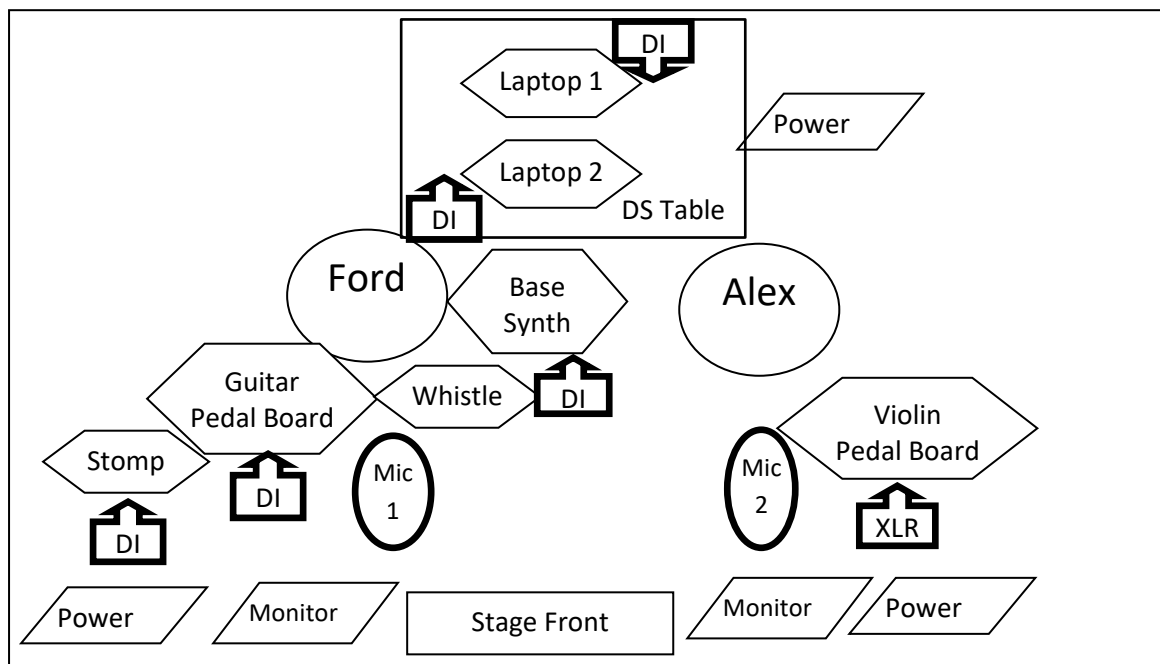 DI
Laptop 1
Power
Laptop 2
DI
DS Table
Ford
Base
Synth
Alex
Guitar
Pedal Board
Whistle
DI
Violin
Pedal Board
Stomp
DI
Mic
1
Mic
2
DI
XLR
Power
Monitor
Stage Front
Monitor
Power